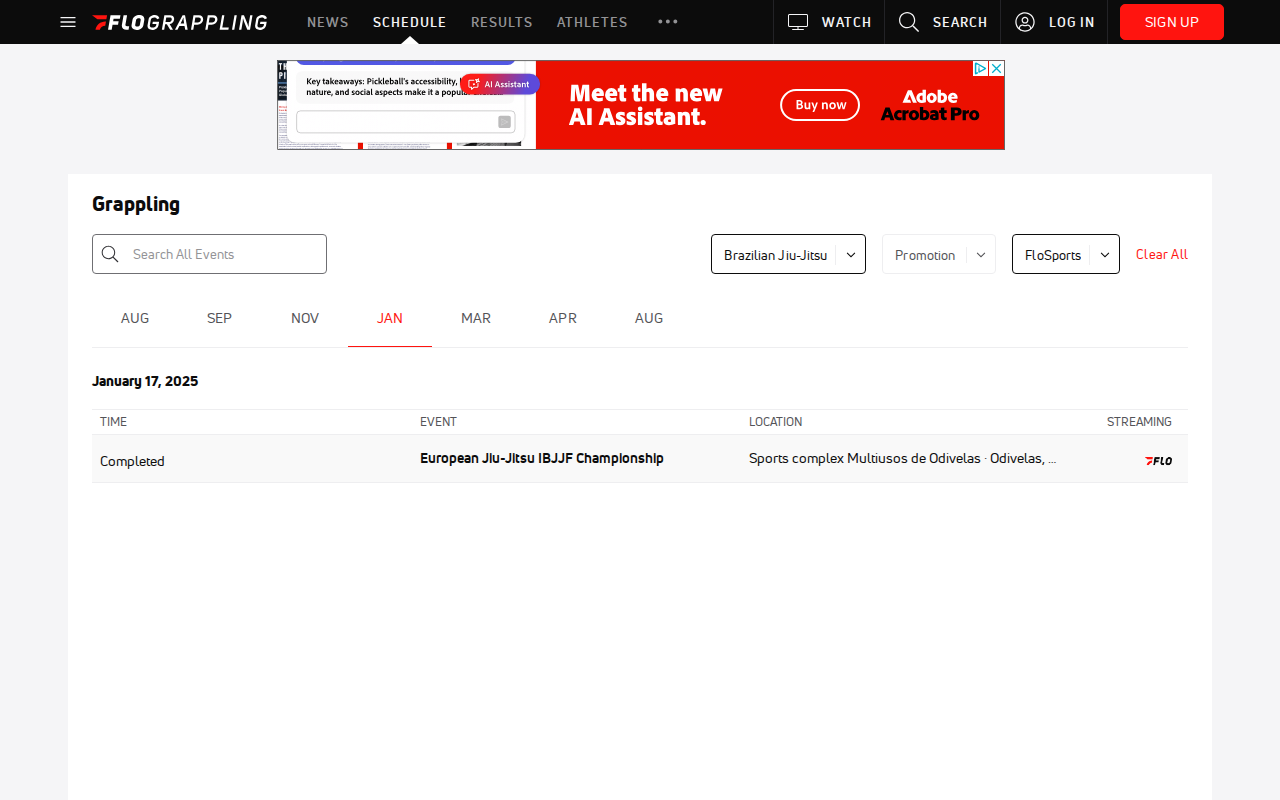 FLOGRAPPLING NEWS SCHEDULE RESULTS ATHLETES ••• WATCH SEARCH LOG IN SIGN UP
Key takeaways: Pickleball's accessibility,
nature, and social aspects make it a popular
AI Assistant
Meet the new
AI Assistant.
Buy now
Adobe
Acrobat Pro
Grappling
Search All Events
Brazilian Jiu-Jitsu Promotion FloSports Clear All
AUG SEP NOV JAN MAR APR AUG
January 17, 2025
TIME EVENT LOCATION STREAMING
Completed European Jiu-Jitsu IBJJF Championship Sports complex Multiusos de Odivelas · Odivelas, ... FLO